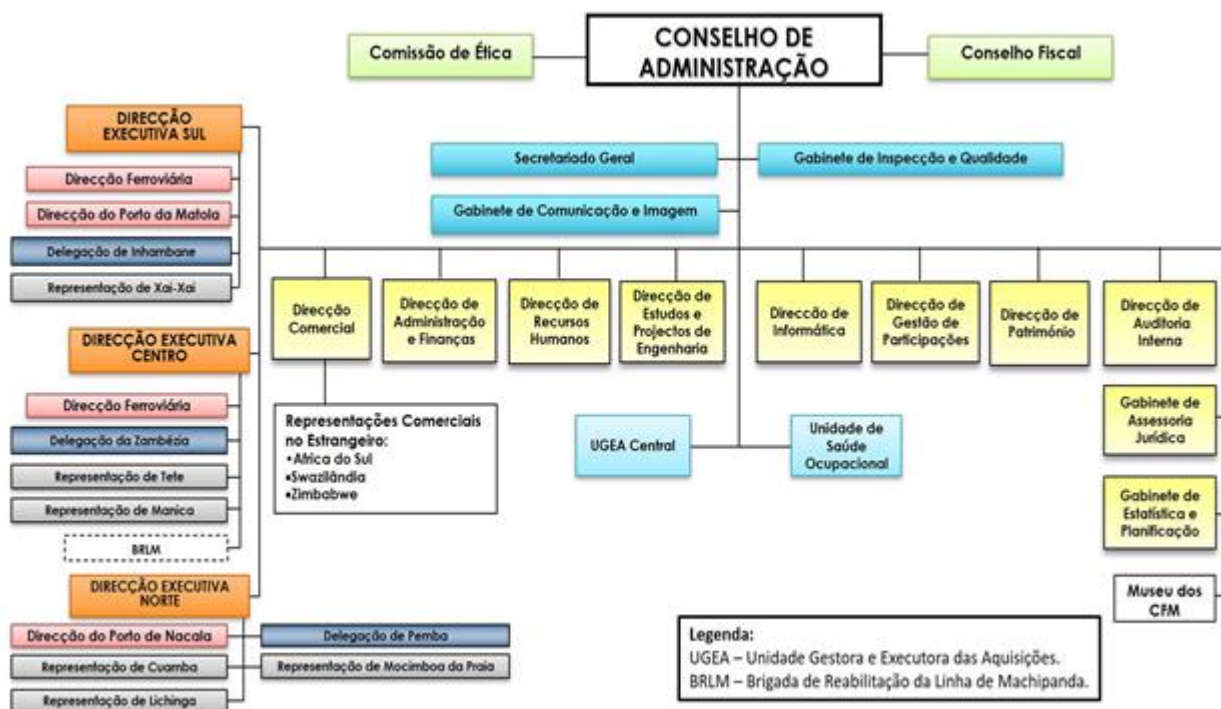 Comissão de Ética
CONSELHO DE
ADMINISTRAÇÃO
Conselho Fiscal
DIRECÇÃO
EXECUTIVA SUL
Direcção Ferroviária
Direcção do Porto da Matola
Delegação de Inhambane
Representação de Xai-Xai
Secretariado Geral
Gabinete de Inspecção e Qualidade
Gabinete de Comunicação e Imagem
Direcção
Comercial
Direcção de
Administração
e Finanças
Direcção de
Recursos
Humanos
Direcção de
Estudos e
Projectos de
Engenharia
Direccão de
Informática
Direcção de
Gestão de
Participações
Direcção de
Património
Direcção de
Auditoria
Interna
DIRECÇÃO EXECUTIVA
CENTRO
Direcção Ferroviária
Delegação da Zambézia
Representação de Tete
Representação de Manica
BRLM
Representações Comerciais
no Estrangeiro:
•Africa do Sul
•Swazilândia
•Zimbabwe
UGEA Central
Unidade de
Saúde
Ocupacional
Gabinete de
Assessoria
Jurídica
Gabinete de
Estatística e
Planificação
Museu dos
CFM
DIRECÇÃO EXECUTIVA
NORTE
Direcção do Porto de Nacala
Delegação de Pemba
Representação de Cuamba
Representação de Mocimboa da Praia
Representação de Lichinga
Legenda:
UGEA – Unidade Gestora e Executora das Aquisições.
BRLM – Brigada de Reabilitação da Linha de Machipanda.